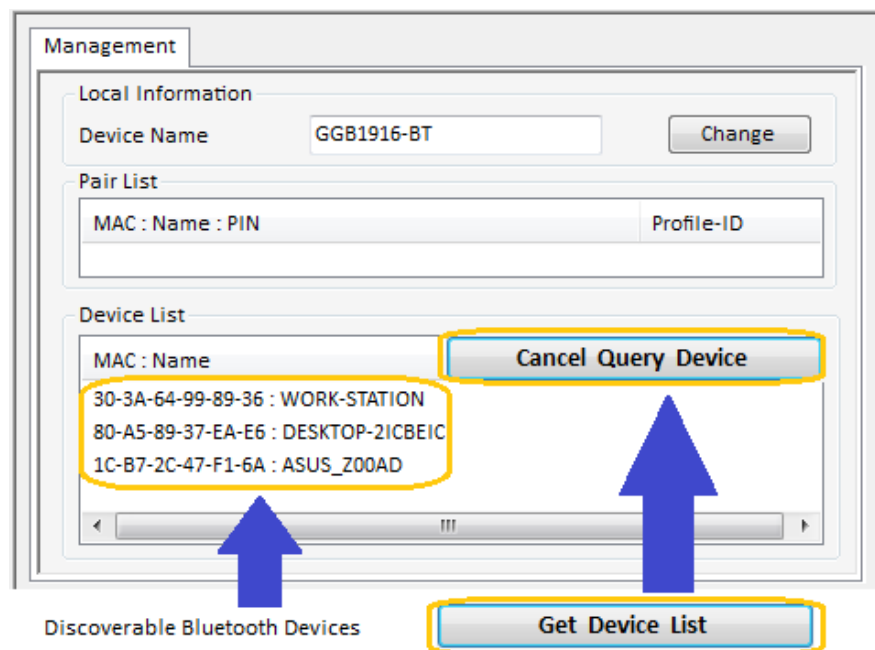 Management
Local Information
Device Name GGB1916-BT Change
Pair List
MAC : Name : PIN Profile-ID
Device List
MAC : Name Cancel Query Device
30-3A-64-99-89-36 : WORK-STATION
80-A5-89-37-EA-E6 : DESKTOP-2ICBEIC
1C-B7-2C-47-F1-6A : ASUS_Z00AD
Discoverable Bluetooth Devices Get Device List